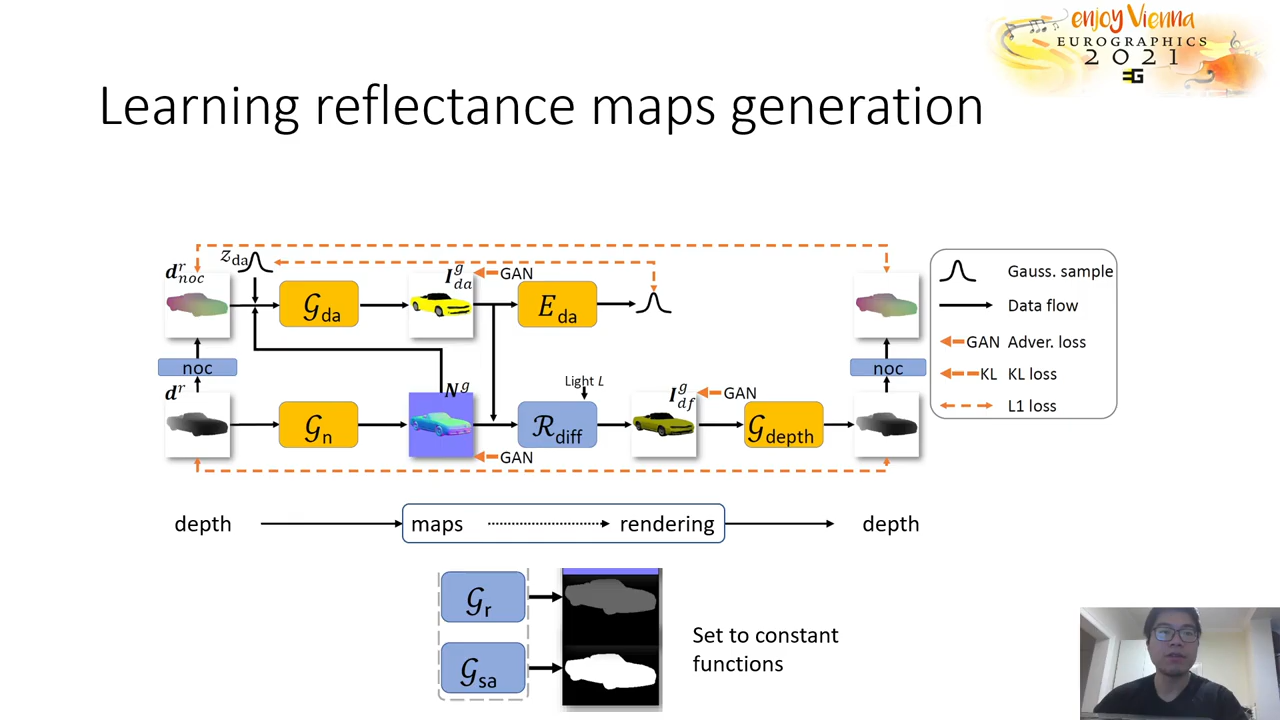 enjoy Vienna
EUROGRAPHICS
2021
EG
Learning reflectance maps generation
z_da
d^r_noc
I^g_da
GAN
𝒢_da
E_da
noc
noc
d^r
N^g
Light L
I^g_df
GAN
𝒢_n
ℛ_diff
𝒢_depth
GAN
Gauss. sample
Data flow
GAN Adver. loss
KL KL loss
L1 loss
depth
maps
rendering
depth
𝒢_r
𝒢_sa
Set to constant
functions